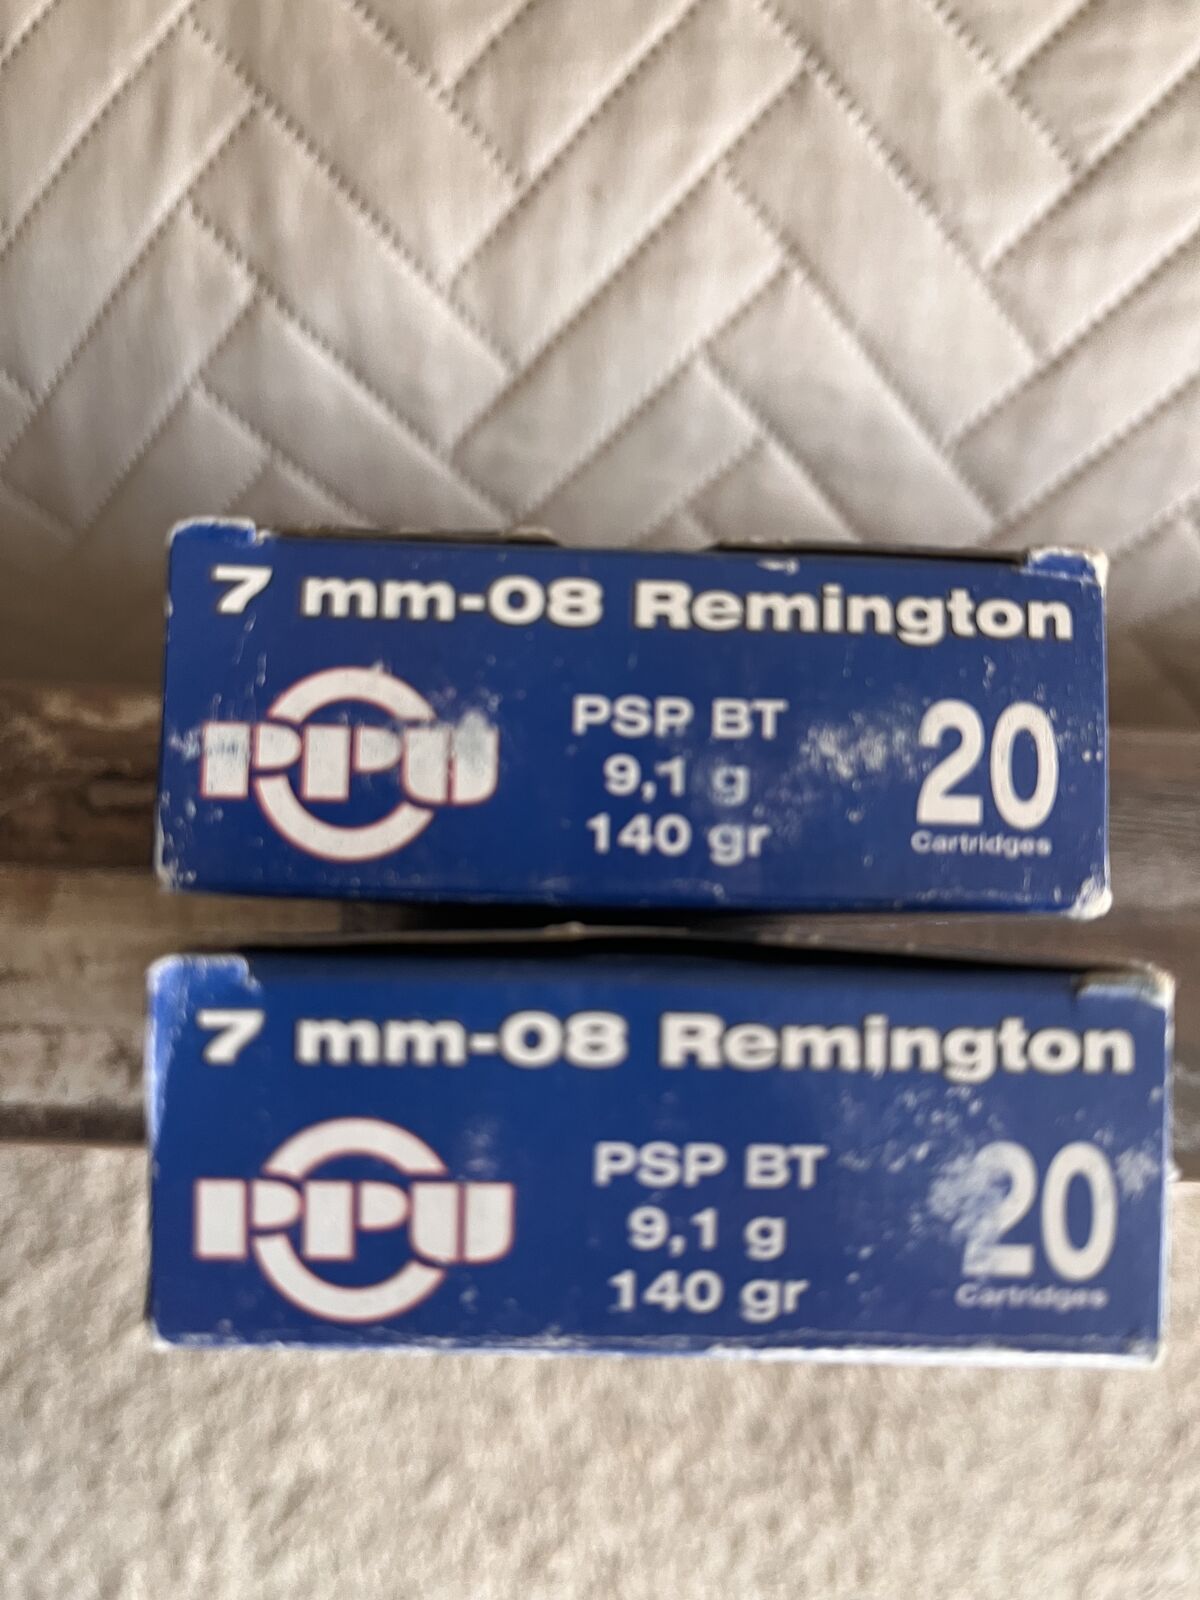 7 mm-08 Remington
PPU
PSP BT
9,1 g
140 gr
20
Cartridges
7 mm-08 Remington
PPU
PSP BT
9,1 g
140 gr
20
Cartridges